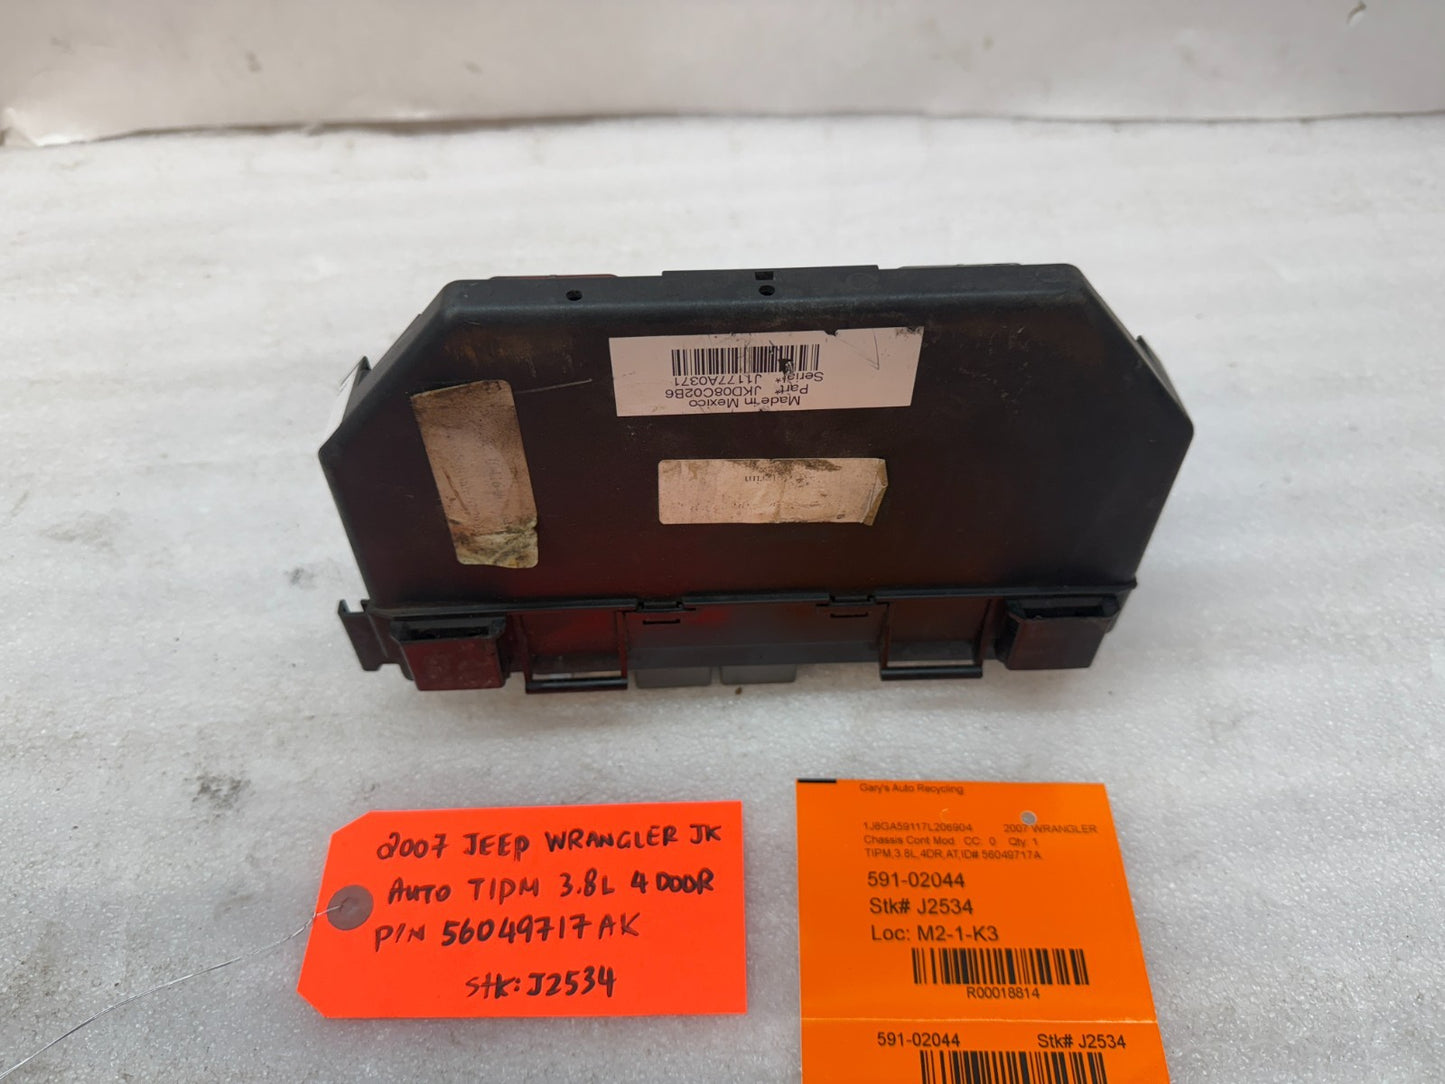 Made in Mexico
Part* JKD08C02B6
Serial* J1177A0371
2007 JEEP WRANGLER JK
AUTO TIPM 3.8L 4 DOOR
P/N 56049717AK
stk: J2534
Gary's Auto Recycling
1J8GA59117L206904 2007 WRANGLER
Chassis Cont Mod CC: 0 Qty: 1
TIPM,3.8L,4DR,AT,ID# 56049717A
591-02044
Stk# J2534
Loc: M2-1-K3
R00018814
591-02044 Stk# J2534